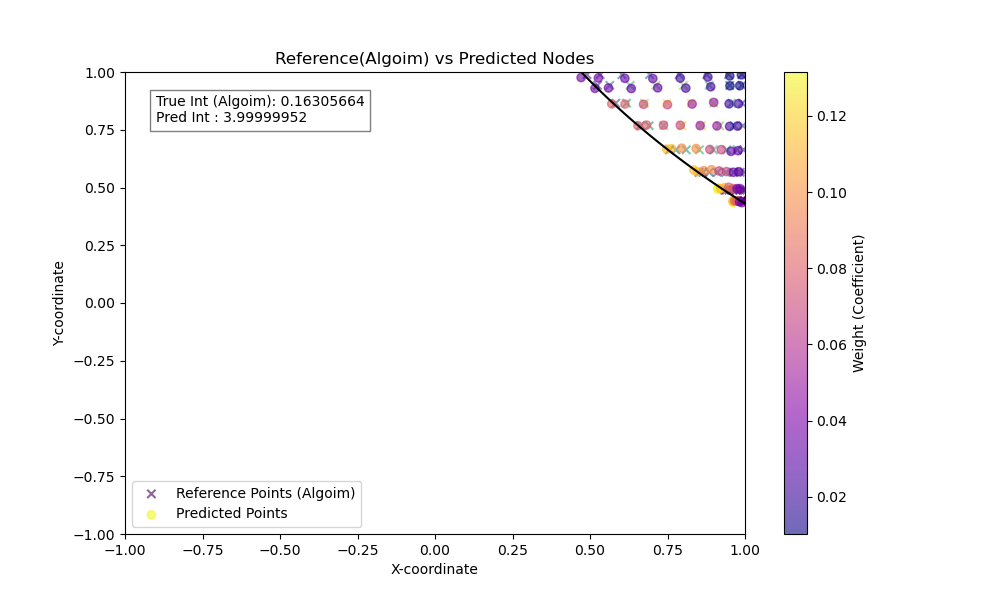 Reference(Algoim) vs Predicted Nodes
True Int (Algoim): 0.16305664
Pred Int : 3.99999952
1.00
0.75
0.50
0.25
0.00
−0.25
−0.50
−0.75
−1.00
Y-coordinate
Reference Points (Algoim)
Predicted Points
−1.00 −0.75 −0.50 −0.25 0.00 0.25 0.50 0.75 1.00
X-coordinate
0.12
0.10
0.08
0.06
0.04
0.02
Weight (Coefficient)